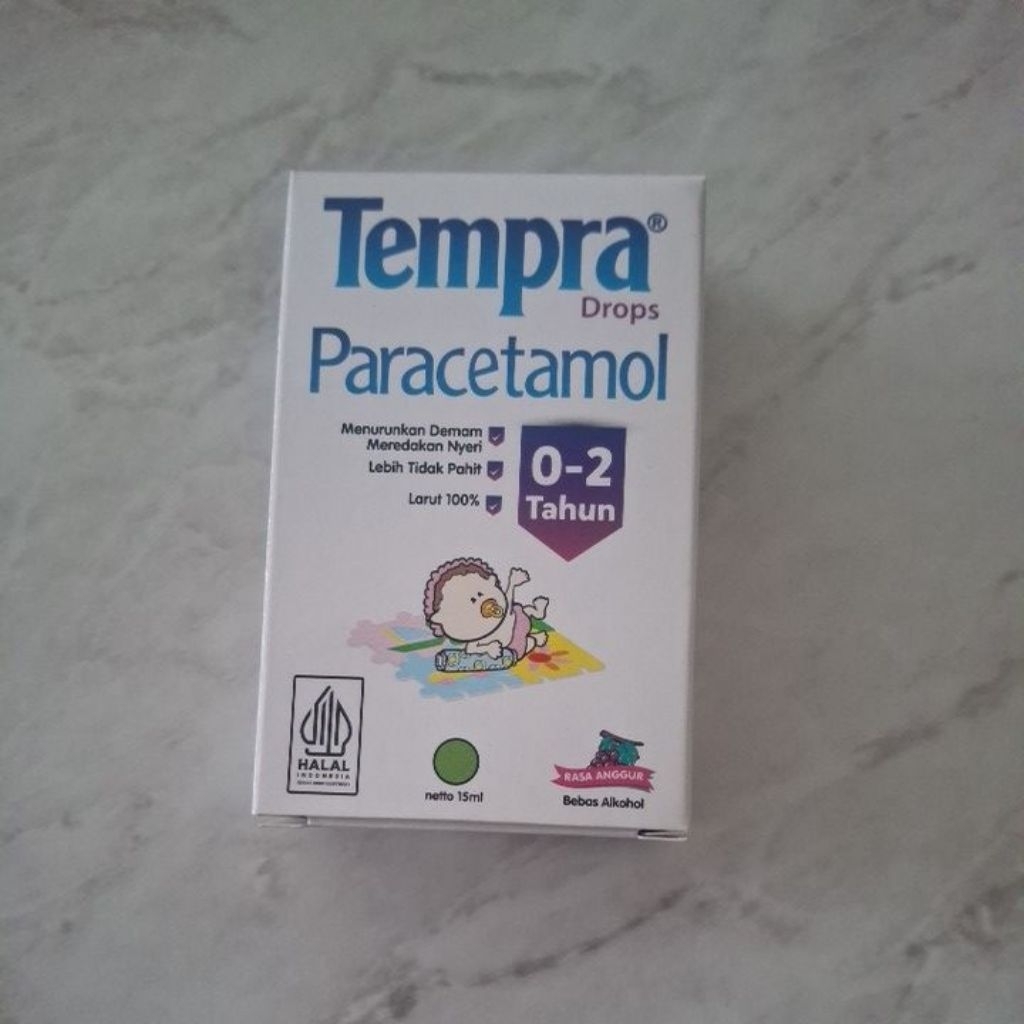 Tempra®
Drops
Paracetamol
Menurunkan Demam
Meredakan Nyeri
Lebih Tidak Pahit
Larut 100%
0-2
Tahun
HALAL
INDONESIA
netto 15ml
RASA ANGGUR
Bebas Alkohol